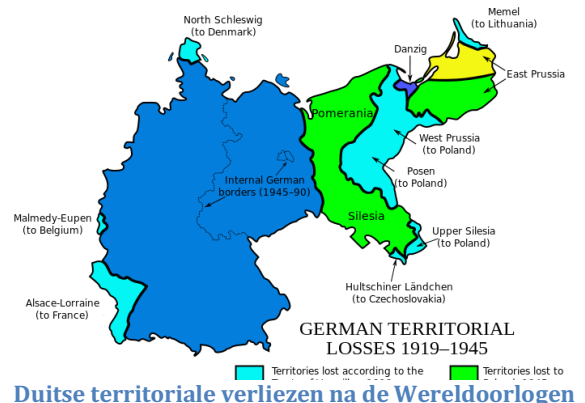 North Schleswig
(to Denmark)
Memel
(to Lithuania)
Danzig
East Prussia
Pomerania
West Prussia
(to Poland)
Internal German
borders (1945–90)
Posen
(to Poland)
Malmedy-Eupen
(to Belgium)
Silesia
Upper Silesia
(to Poland)
Hultschiner Ländchen
(to Czechoslovakia)
Alsace-Lorraine
(to France)
GERMAN TERRITORIAL
LOSSES 1919–1945
Territories lost according to the
Territories lost to
Duitse territoriale verliezen na de Wereldoorlogen